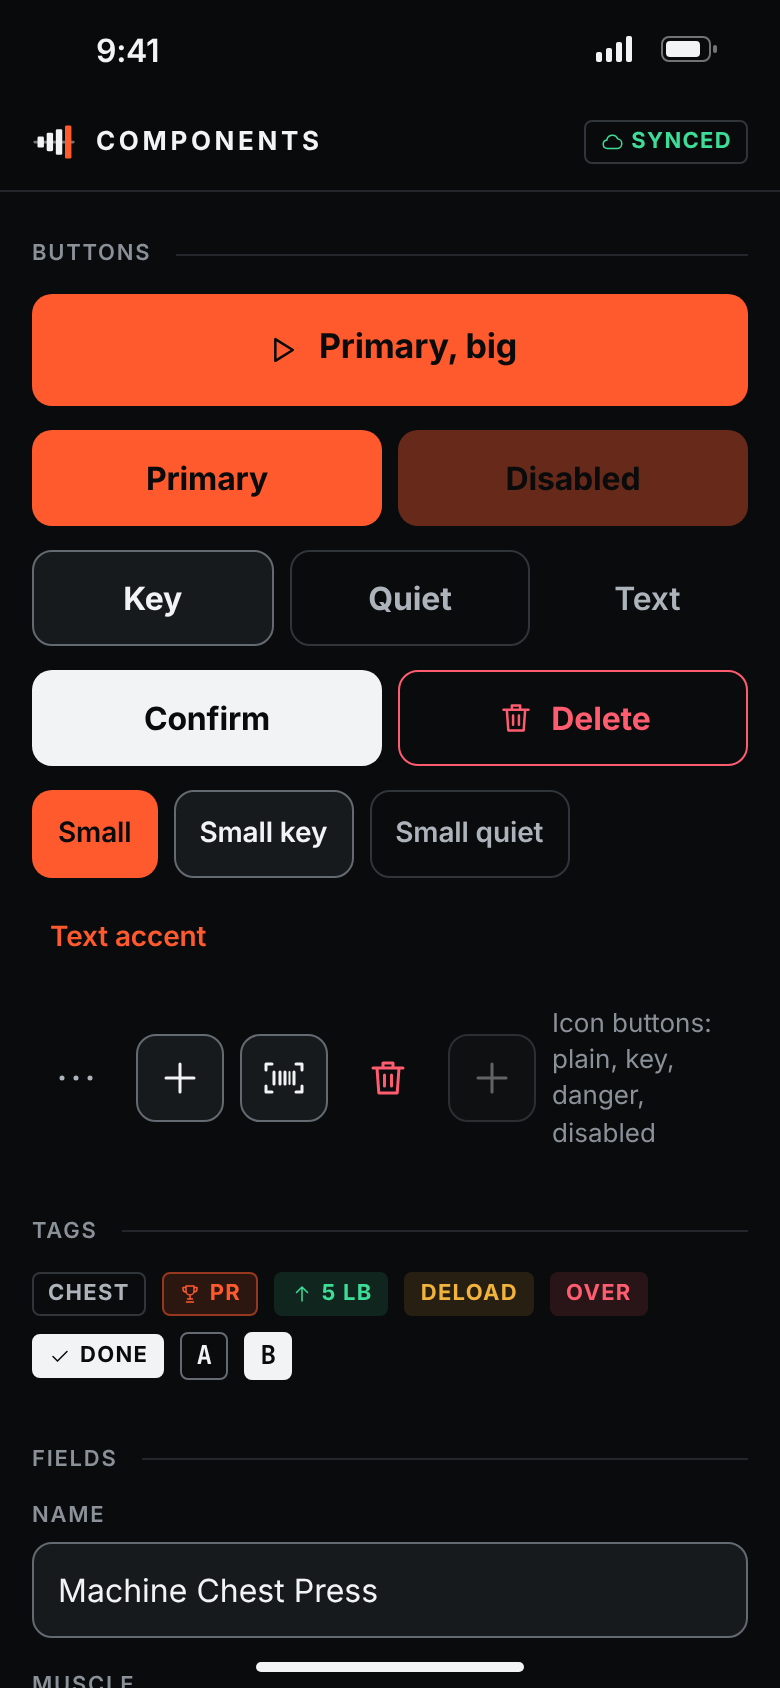 9:41
COMPONENTS
SYNCED
BUTTONS
Primary, big
Primary
Disabled
Key
Quiet
Text
Confirm
Delete
Small
Small key
Small quiet
Text accent
Icon buttons:
plain, key,
danger,
disabled
TAGS
CHEST
PR
↑ 5 LB
DELOAD
OVER
DONE
A
B
FIELDS
NAME
Machine Chest Press
MUSCLE